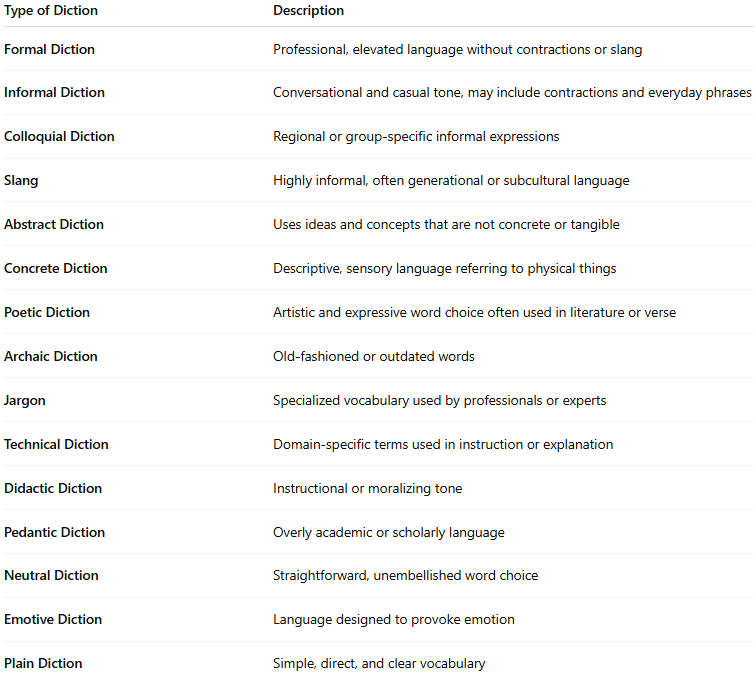 Type of Diction Description
Formal Diction Professional, elevated language without contractions or slang
Informal Diction Conversational and casual tone, may include contractions and everyday phrases
Colloquial Diction Regional or group-specific informal expressions
Slang Highly informal, often generational or subcultural language
Abstract Diction Uses ideas and concepts that are not concrete or tangible
Concrete Diction Descriptive, sensory language referring to physical things
Poetic Diction Artistic and expressive word choice often used in literature or verse
Archaic Diction Old-fashioned or outdated words
Jargon Specialized vocabulary used by professionals or experts
Technical Diction Domain-specific terms used in instruction or explanation
Didactic Diction Instructional or moralizing tone
Pedantic Diction Overly academic or scholarly language
Neutral Diction Straightforward, unembellished word choice
Emotive Diction Language designed to provoke emotion
Plain Diction Simple, direct, and clear vocabulary